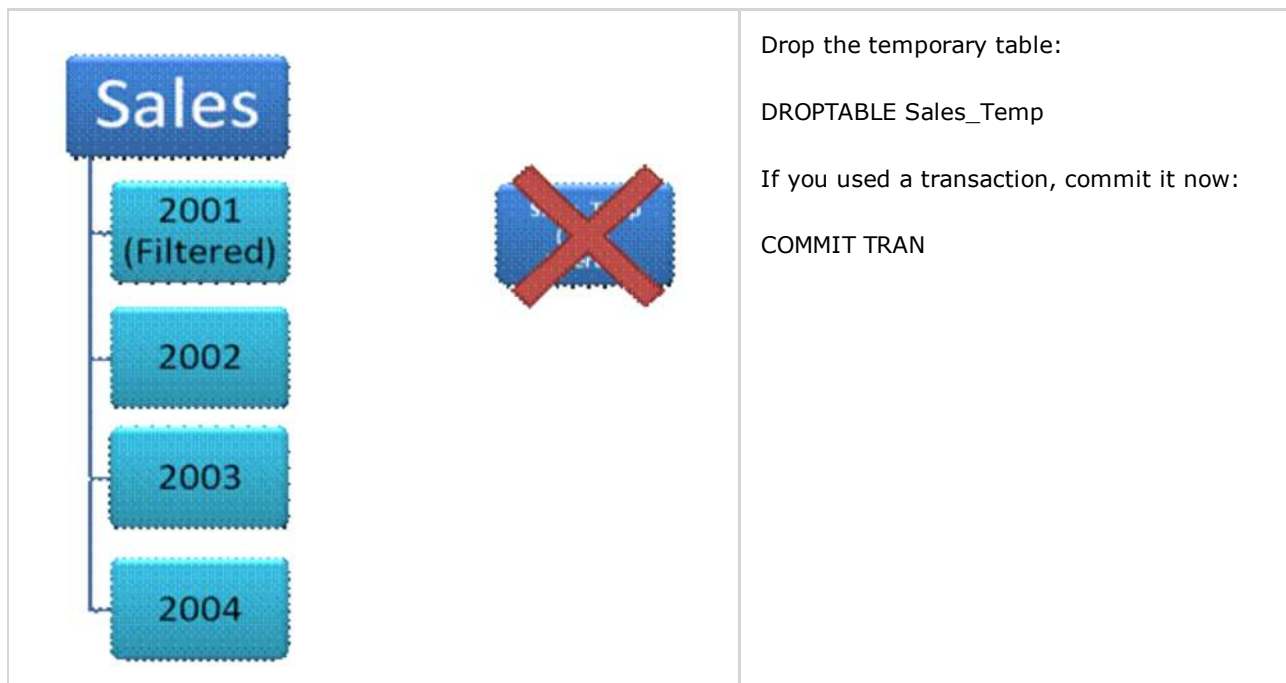 Sales
2001
(Filtered)
2002
2003
2004
Drop the temporary table:
DROPTABLE Sales_Temp
If you used a transaction, commit it now:
COMMIT TRAN